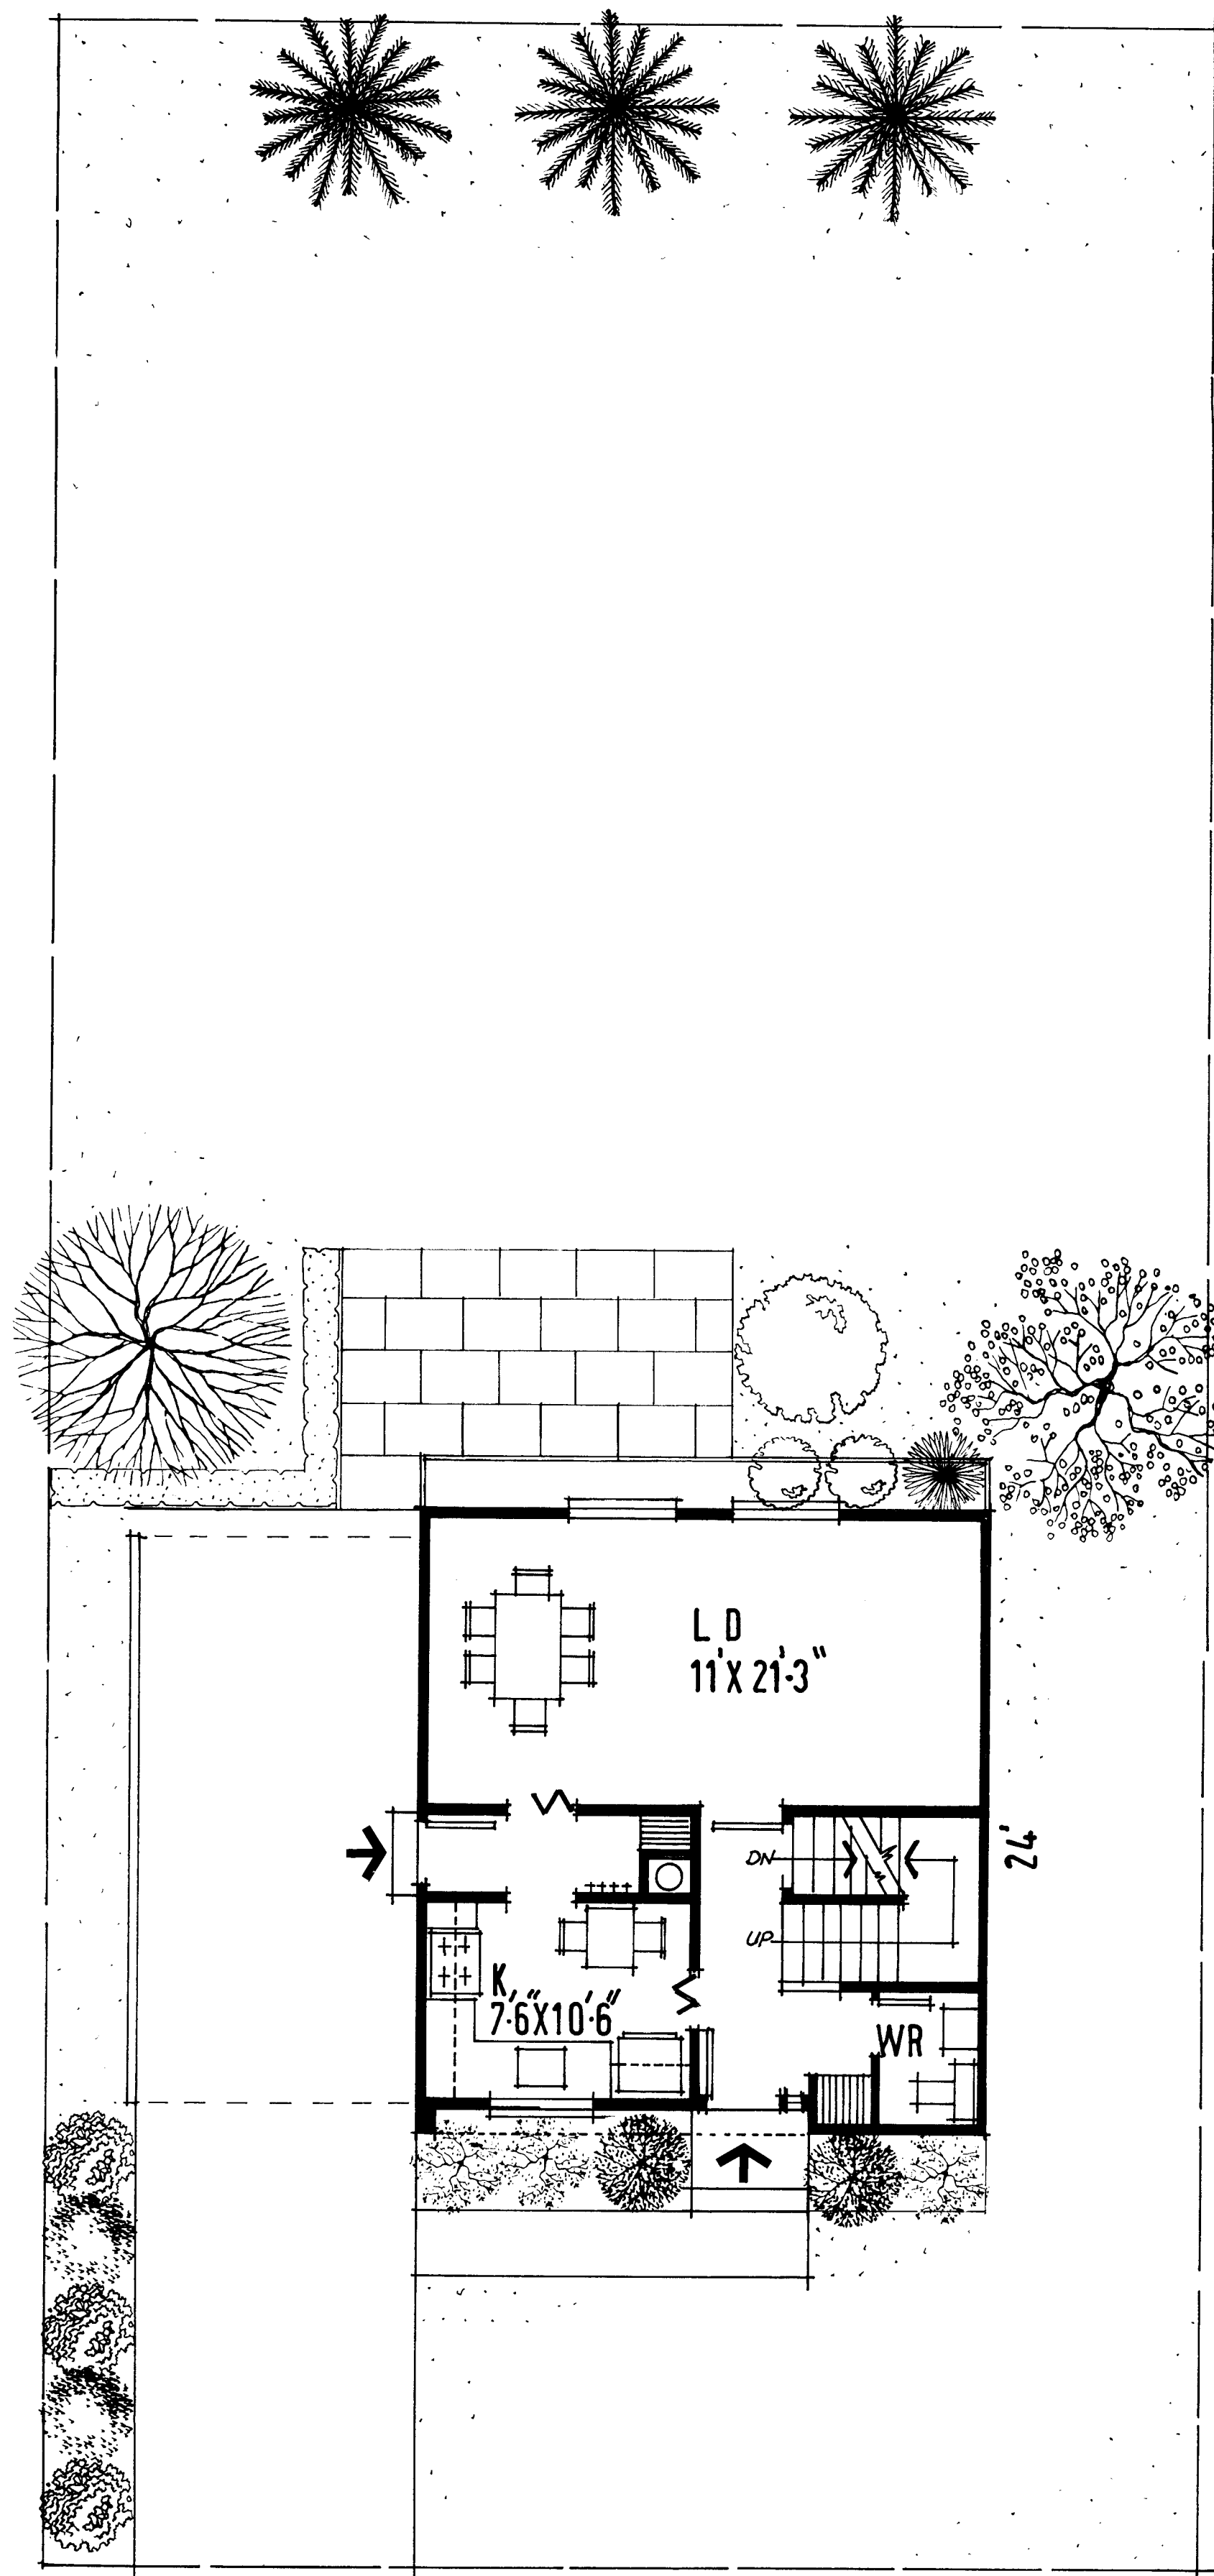 L D
11' X 21'-3"
24'
DN
UP
K
7'-6" X 10'-6"
WR